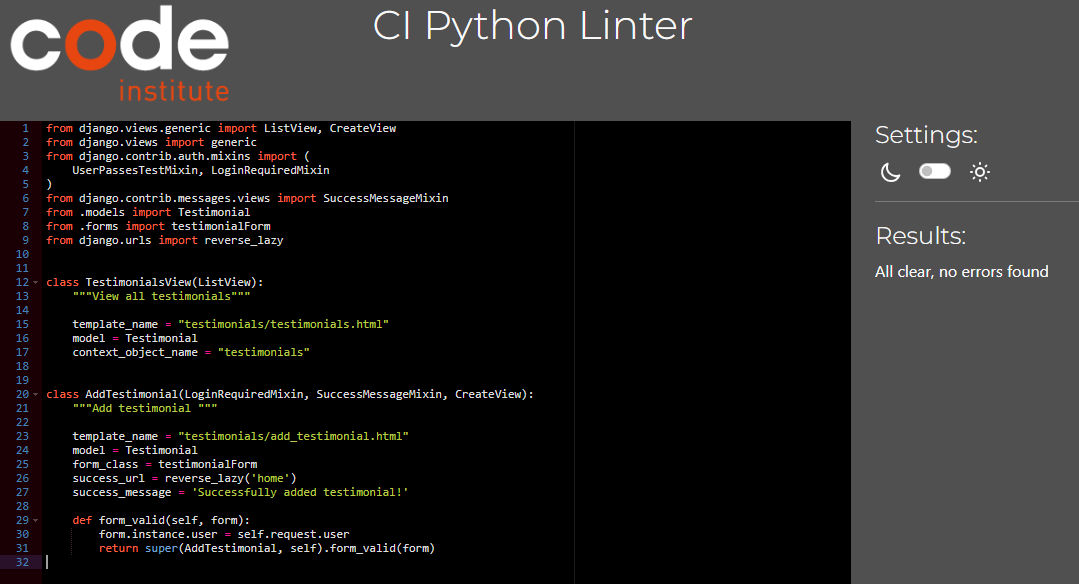 code
institute
CI Python Linter
1 from django.views.generic import ListView, CreateView
2 from django.views import generic
3 from django.contrib.auth.mixins import (
4     UserPassesTestMixin, LoginRequiredMixin
5 )
6 from django.contrib.messages.views import SuccessMessageMixin
7 from .models import Testimonial
8 from .forms import testimonialForm
9 from django.urls import reverse_lazy
10
11
12 class TestimonialsView(ListView):
13     """View all testimonials"""
14
15     template_name = "testimonials/testimonials.html"
16     model = Testimonial
17     context_object_name = "testimonials"
18
19
20 class AddTestimonial(LoginRequiredMixin, SuccessMessageMixin, CreateView):
21     """Add testimonial """
22
23     template_name = "testimonials/add_testimonial.html"
24     model = Testimonial
25     form_class = testimonialForm
26     success_url = reverse_lazy('home')
27     success_message = 'Successfully added testimonial!'
28
29     def form_valid(self, form):
30         form.instance.user = self.request.user
31         return super(AddTestimonial, self).form_valid(form)
32
Settings:
Results:
All clear, no errors found